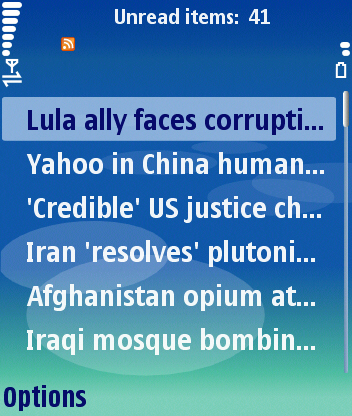 Unread items: 41
Lula ally faces corrupti...
Yahoo in China human...
'Credible' US justice ch...
Iran 'resolves' plutoni...
Afghanistan opium at...
Iraqi mosque bombin...
Options